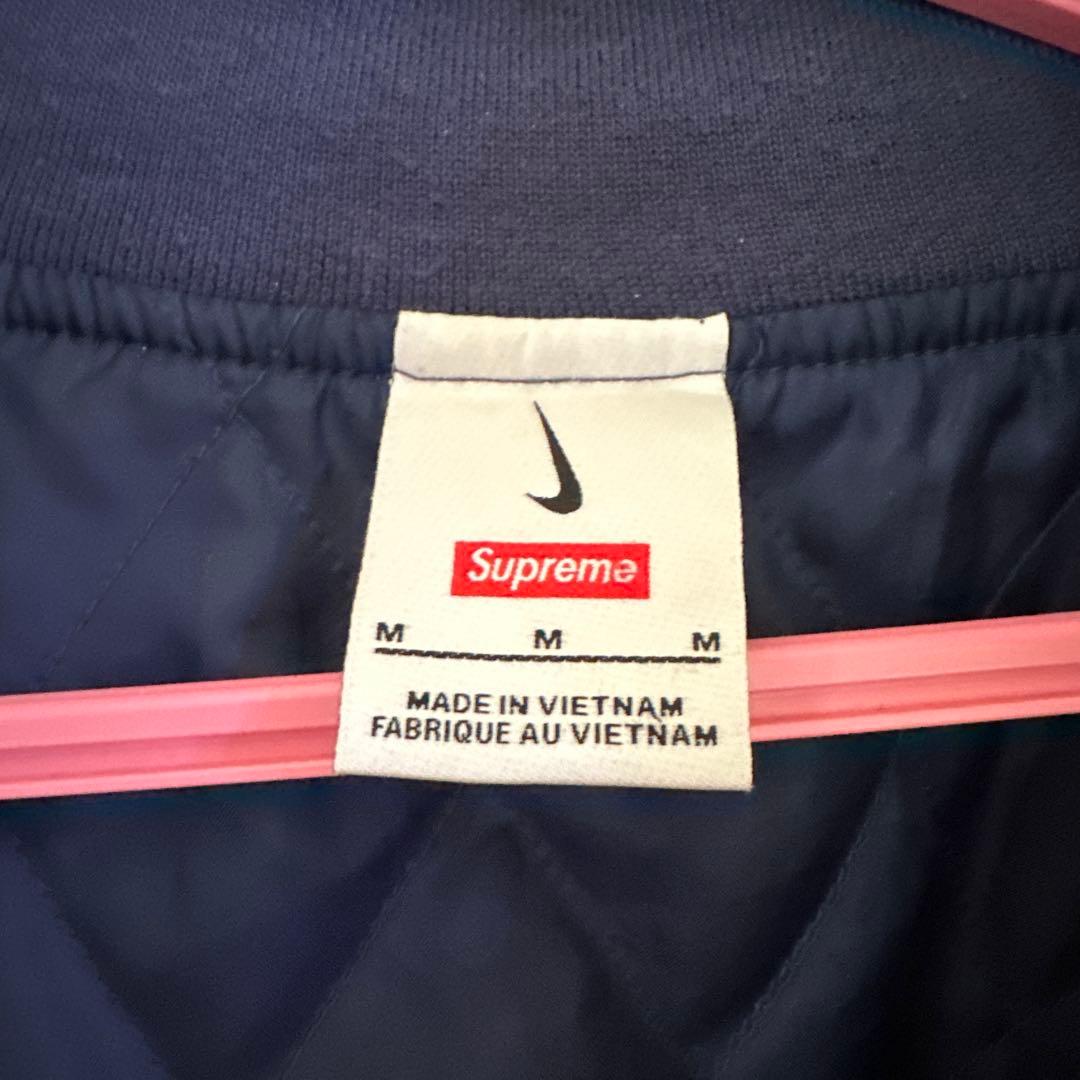 Supreme
M M M
MADE IN VIETNAM
FABRIQUE AU VIETNAM